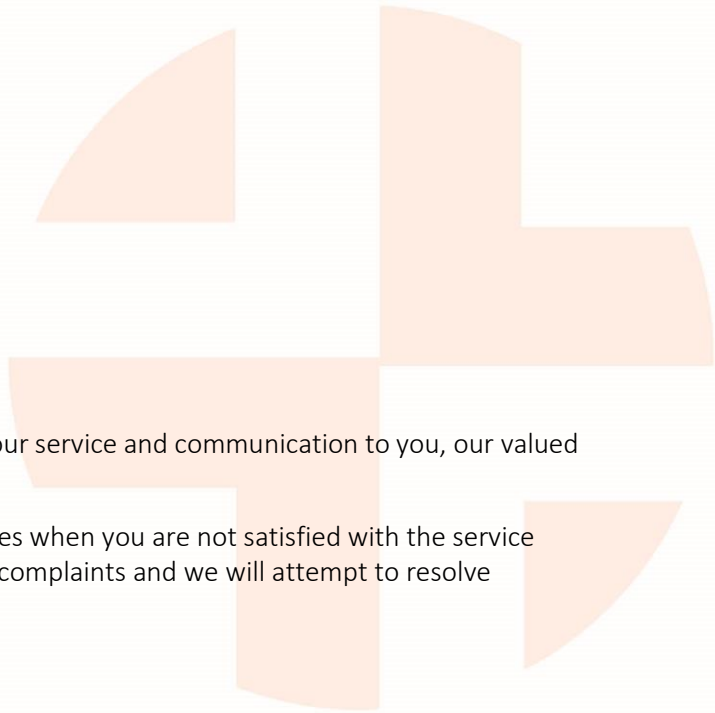 our service and communication to you, our valued
es when you are not satisfied with the service
complaints and we will attempt to resolve